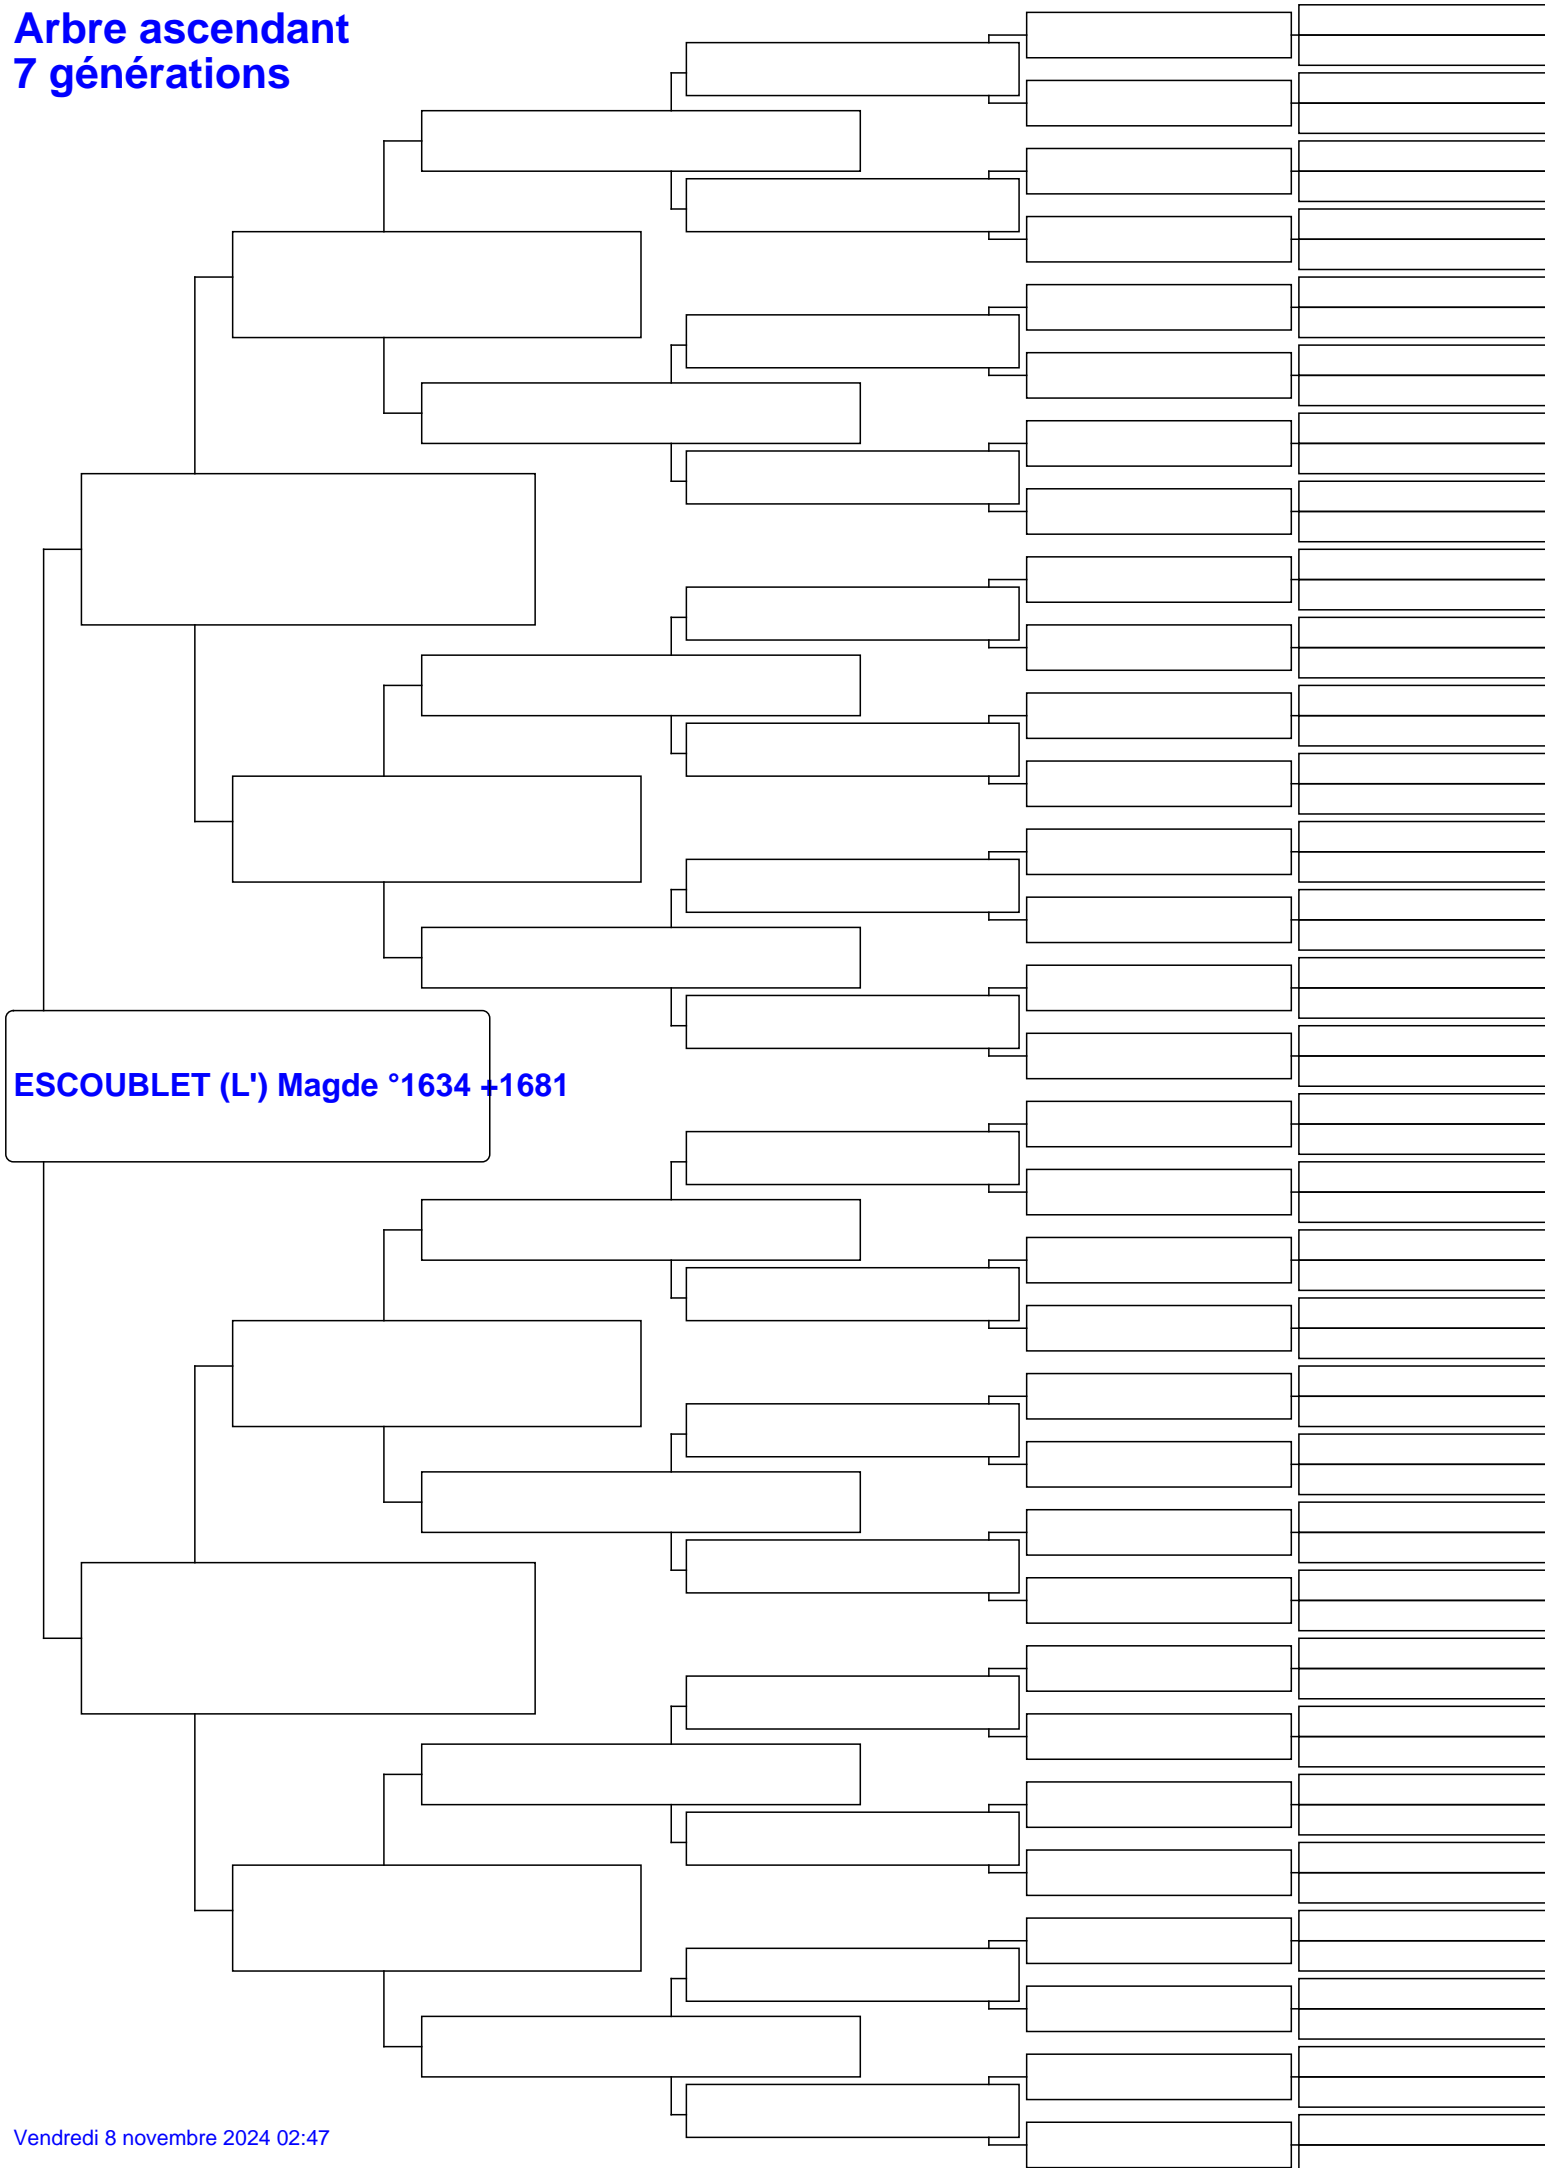 Arbre ascendant
7 générations
ESCOUBLET (L') Magde °1634 +1681
Vendredi 8 novembre 2024 02:47